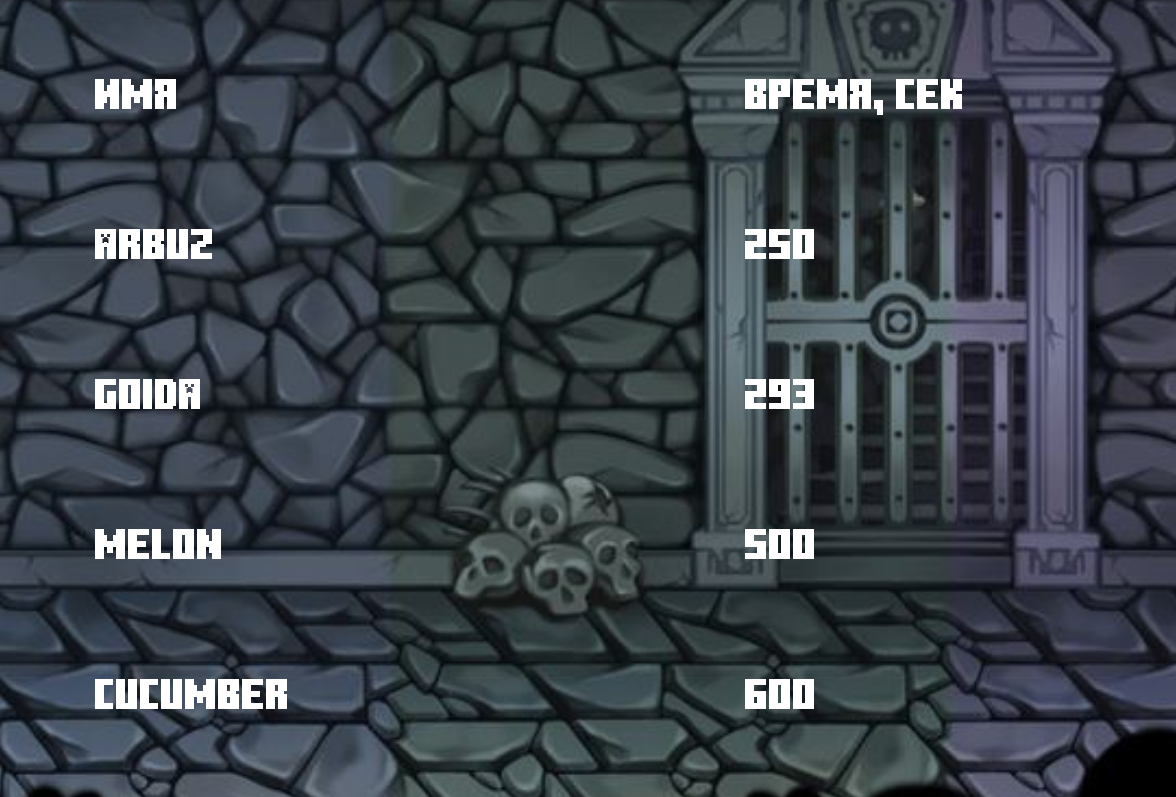 ИМЯ ВРЕМЯ, СЕК
ARBUZ 250
GOIDA 293
MELON 500
CUCUMBER 600